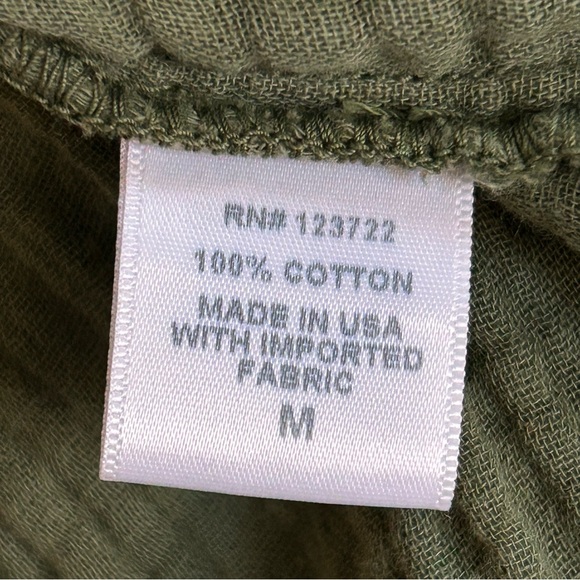 RN# 123722
100% COTTON
MADE IN USA
WITH IMPORTED
FABRIC
M